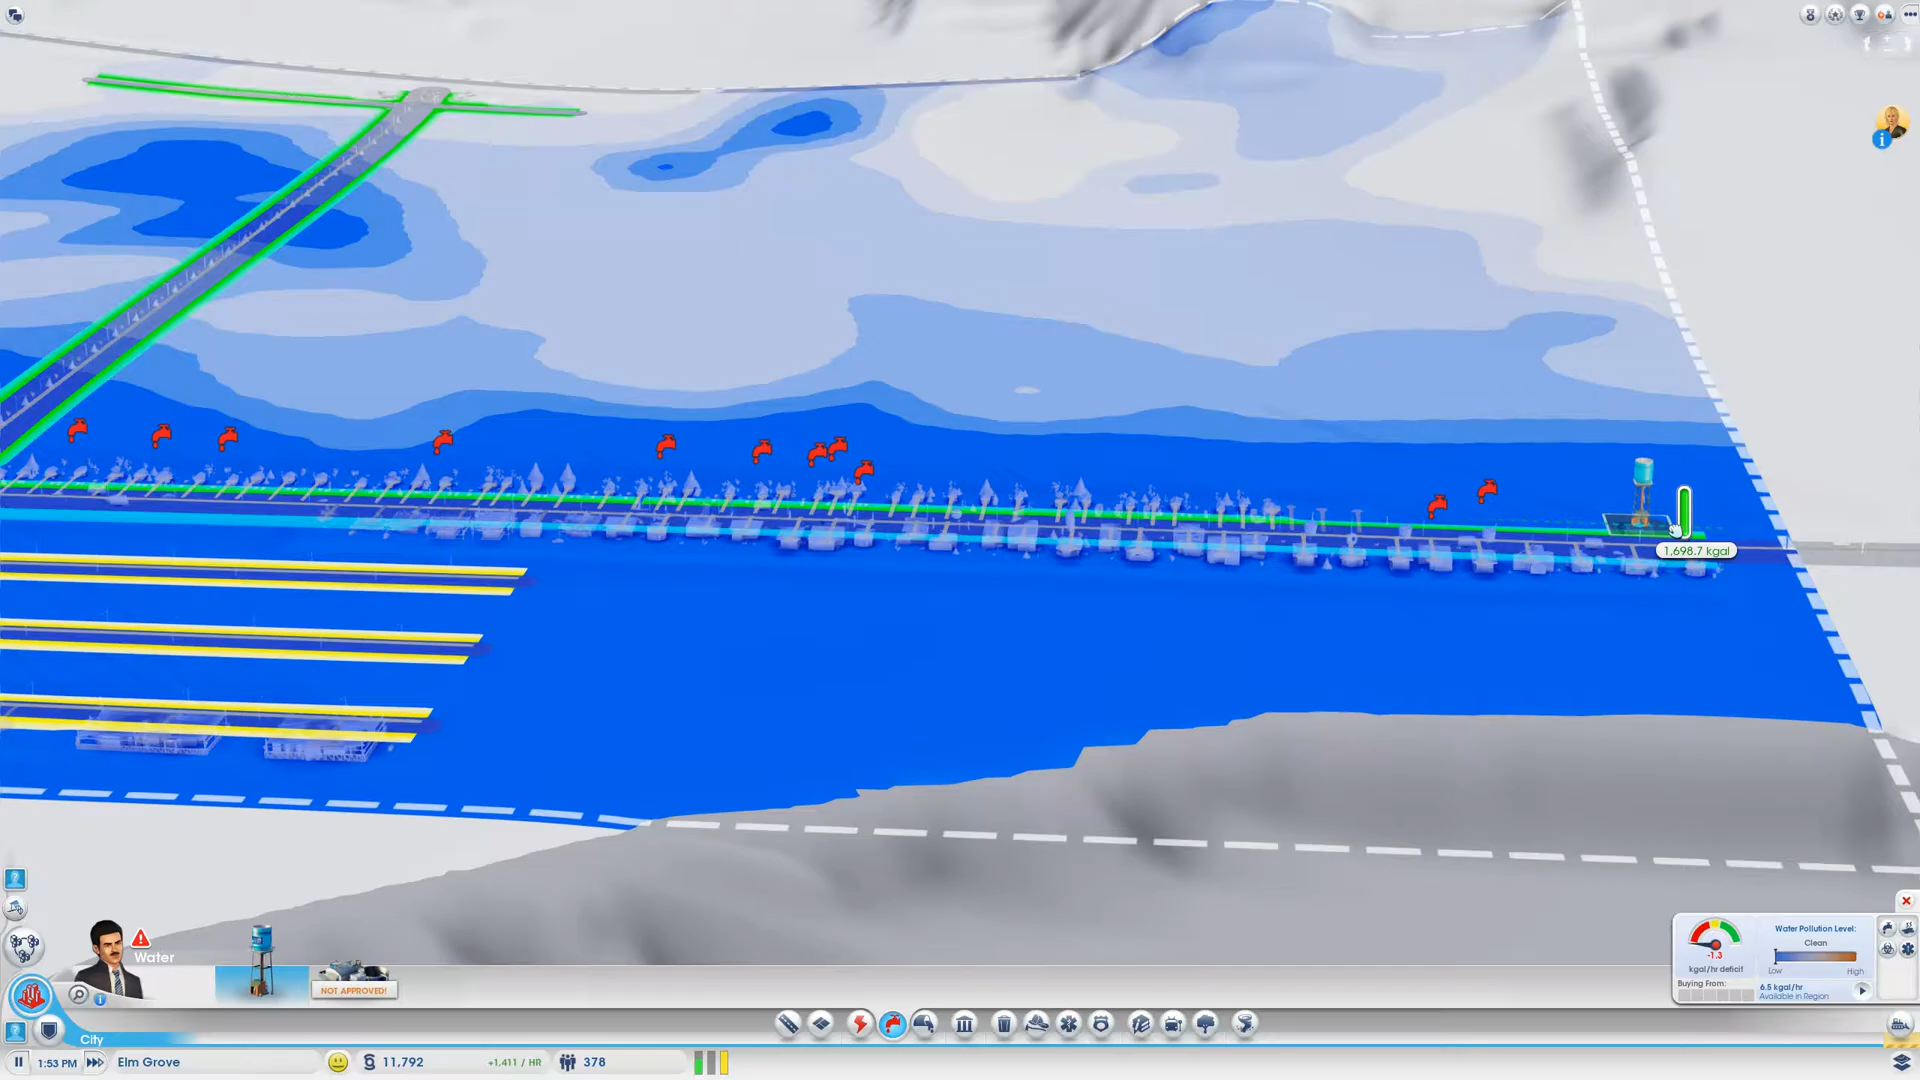 1,698.7 kgal
Water
NOT APPROVED!
Water Pollution Level:
Clean
Low
High
-1.3
kgal/hr deficit
Buying From:
6.5 kgal/hr
Available in Region
City
1:53 PM
Elm Grove
11,792
+1,411 / HR
378